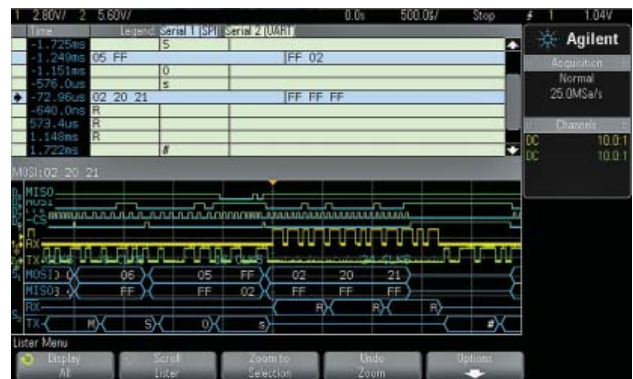 1 2.80V/ 2 5.60V/ 0.0s 500.0µ/ Stop 1 1.04V
Time Legend: Serial 1 (SPI) Serial 2 (UART)
-1.725ms S
-1.249ms 05 FF FF 02
-1.151ms 0
-576.0us s
-72.96us 02 20 21 FF FF FF
-640.0ns R
573.4us R
1.148ms R
1.722ms #
MOSI:02 20 21
Agilent
Acquisition
Normal
25.0MSa/s
Channels
DC 10.0:1
DC 10.0:1
MISO
MOSI
~CS
RX
TX
MOSI 06 05 FF 02 20 21
MISO FF FF 02 FF FF FF
RX R R R
TX M S 0 s #
Lister Menu
Display Scroll Zoom to Undo Options
All Lister Selection Zoom